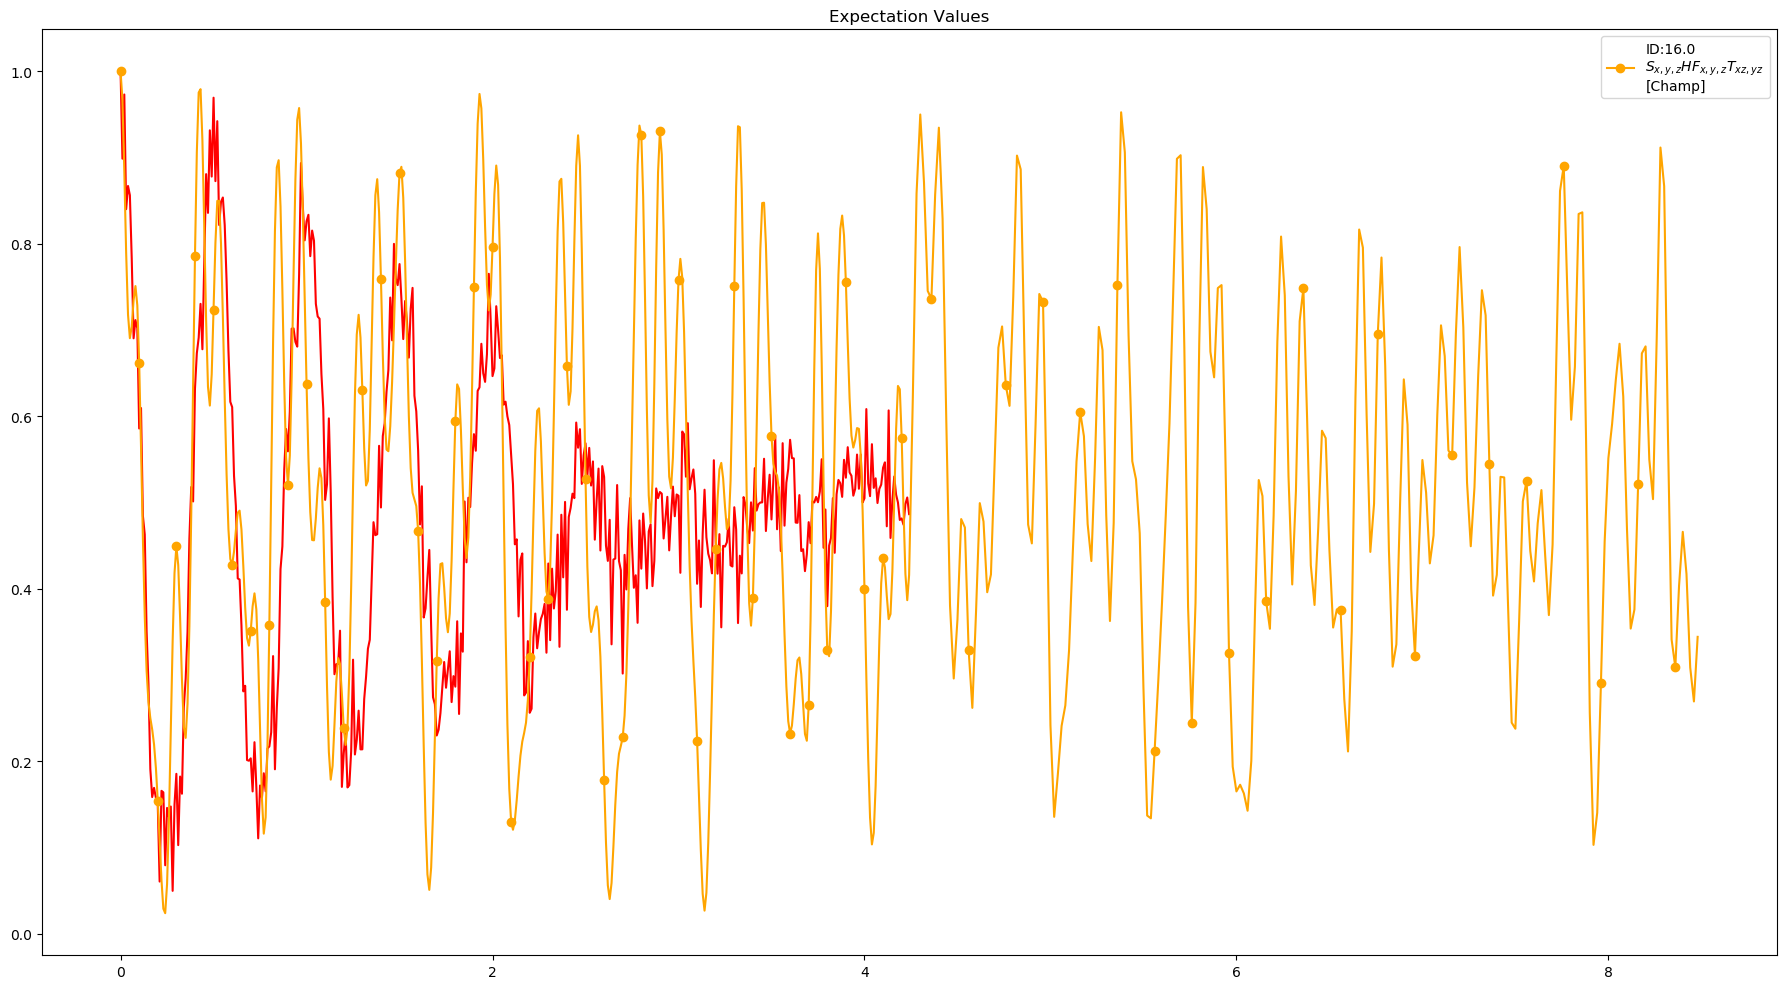 Expectation Values
ID:16.0
S_{x,y,z}HF_{x,y,z}T_{xz,yz}
[Champ]
1.0
0.8
0.6
0.4
0.2
0.0
0
2
4
6
8